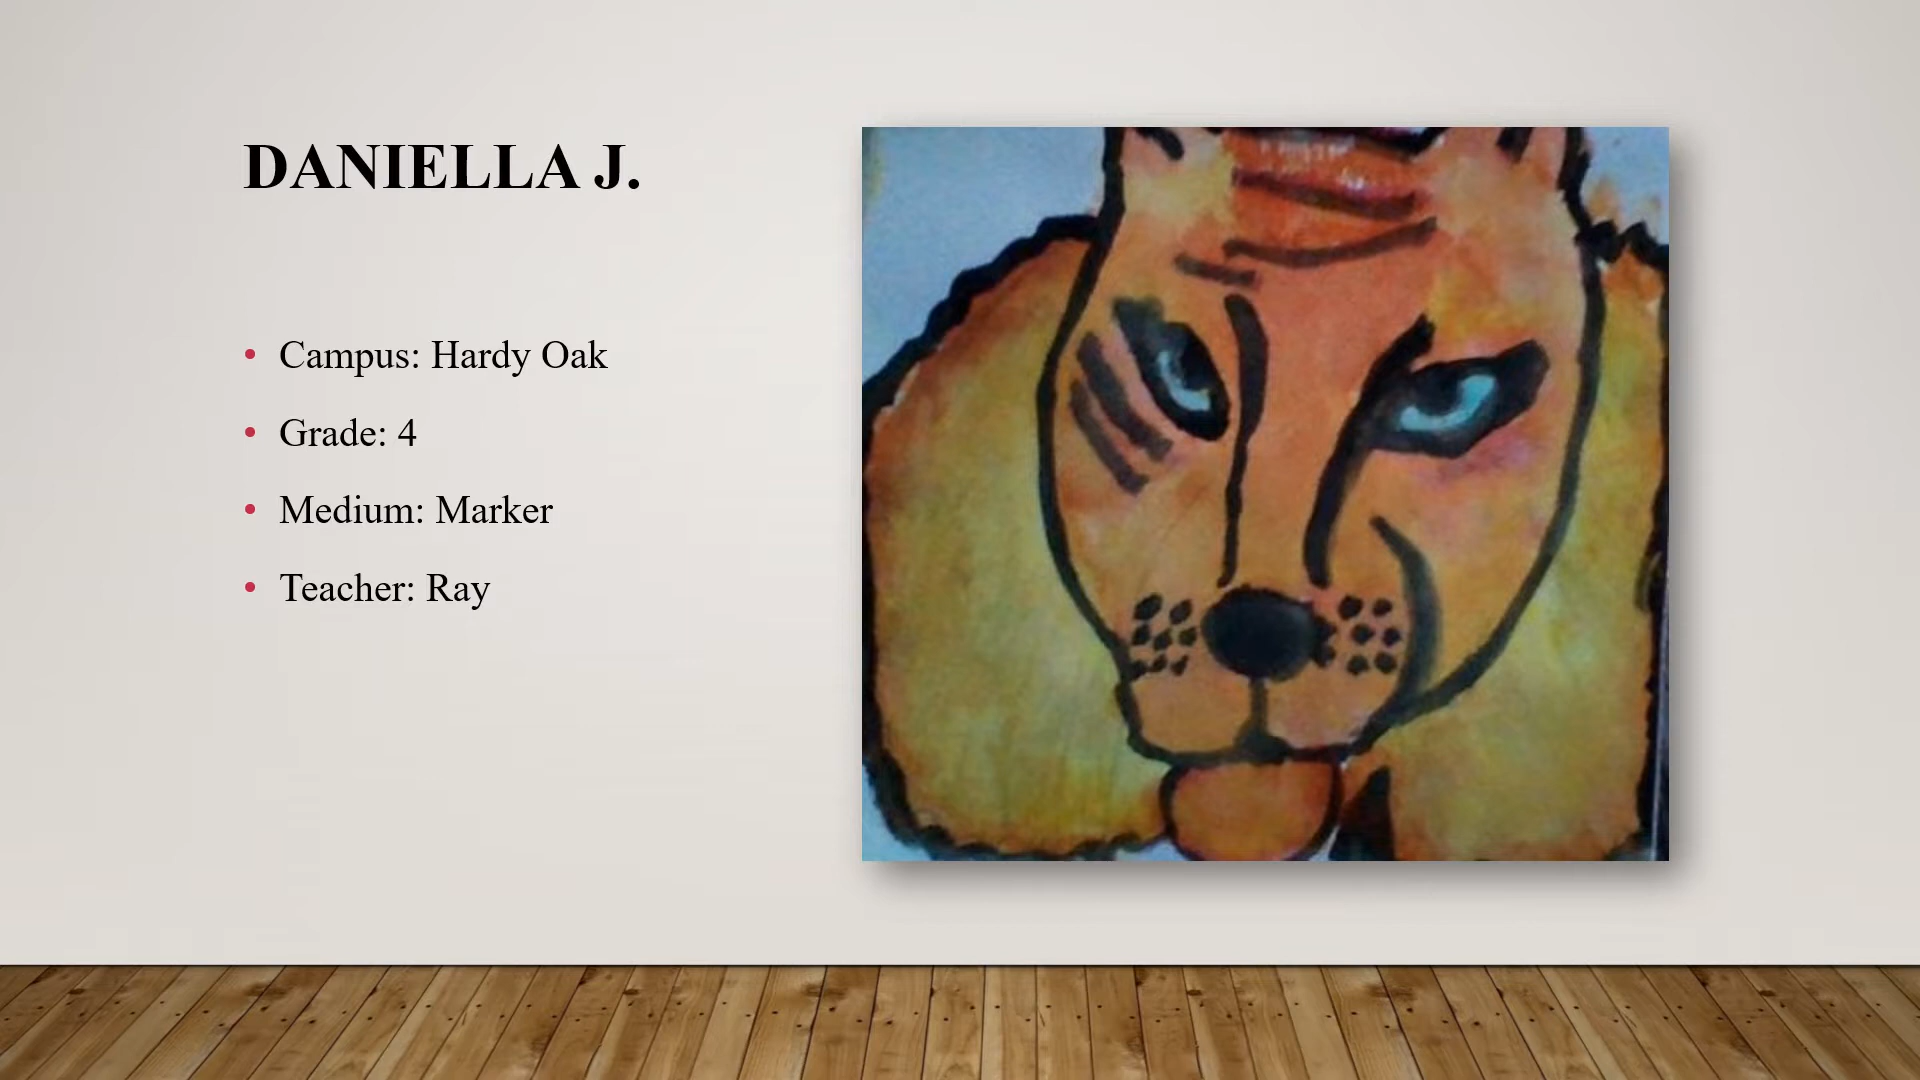 DANIELLA J.
• Campus: Hardy Oak
• Grade: 4
• Medium: Marker
• Teacher: Ray